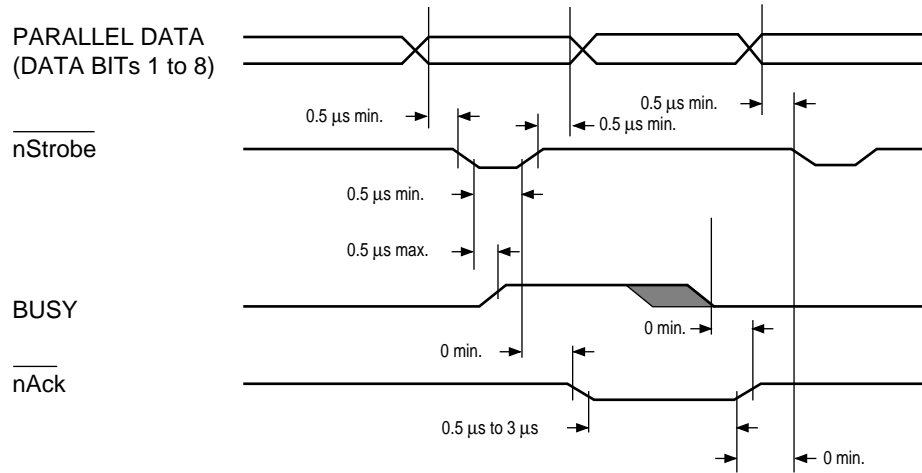 PARALLEL DATA
(DATA BITs 1 to 8)
0.5 µs min.
0.5 µs min.
0.5 µs min.
nStrobe
0.5 µs min.
0.5 µs max.
BUSY
0 min.
0 min.
nAck
0.5 µs to 3 µs
0 min.